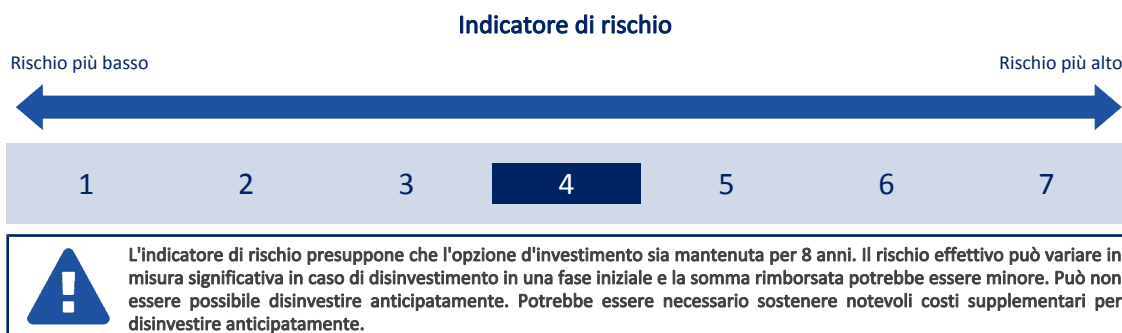 Indicatore di rischio
Rischio più basso
Rischio più alto
1 2 3 4 5 6 7
L'indicatore di rischio presuppone che l'opzione d'investimento sia mantenuta per 8 anni. Il rischio effettivo può variare in
misura significativa in caso di disinvestimento in una fase iniziale e la somma rimborsata potrebbe essere minore. Può non
essere possibile disinvestire anticipatamente. Potrebbe essere necessario sostenere notevoli costi supplementari per
disinvestire anticipatamente.